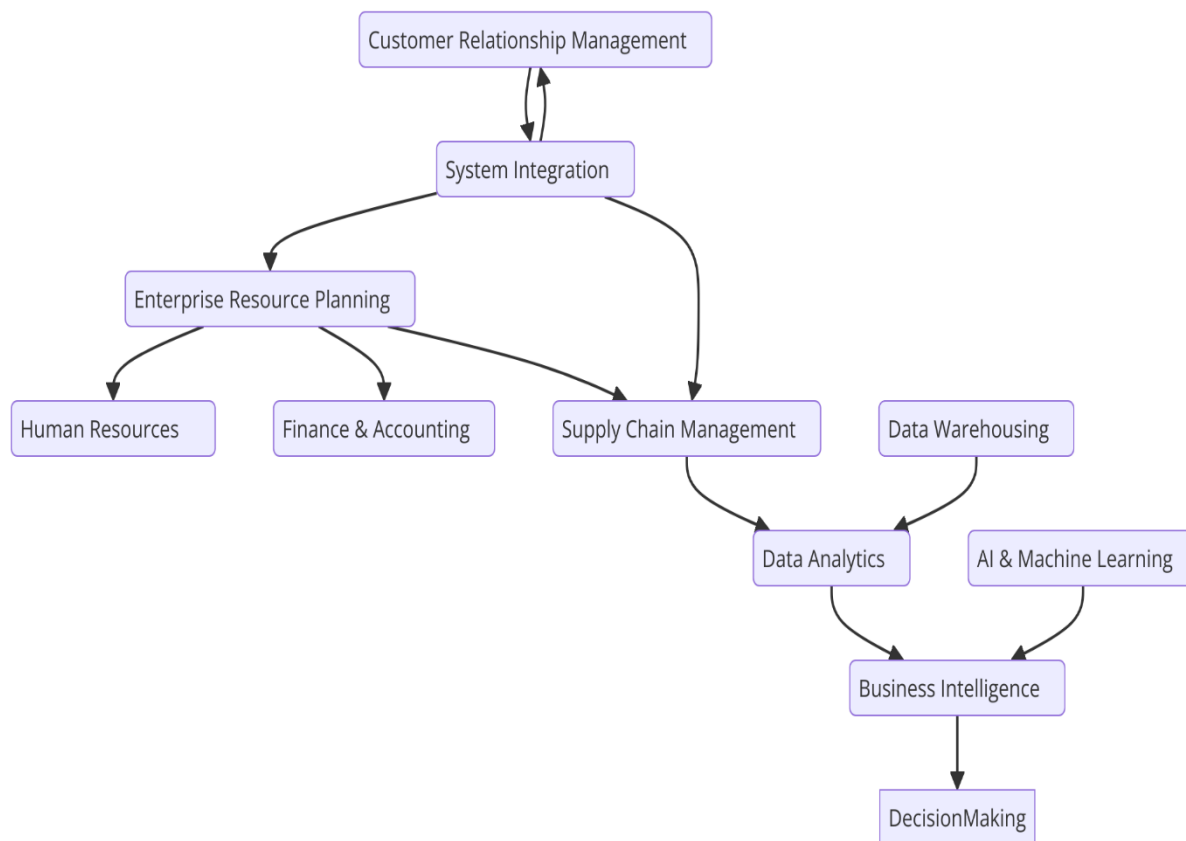 Customer Relationship Management
System Integration
Enterprise Resource Planning
Human Resources
Finance & Accounting
Supply Chain Management
Data Warehousing
Data Analytics
AI & Machine Learning
Business Intelligence
DecisionMaking